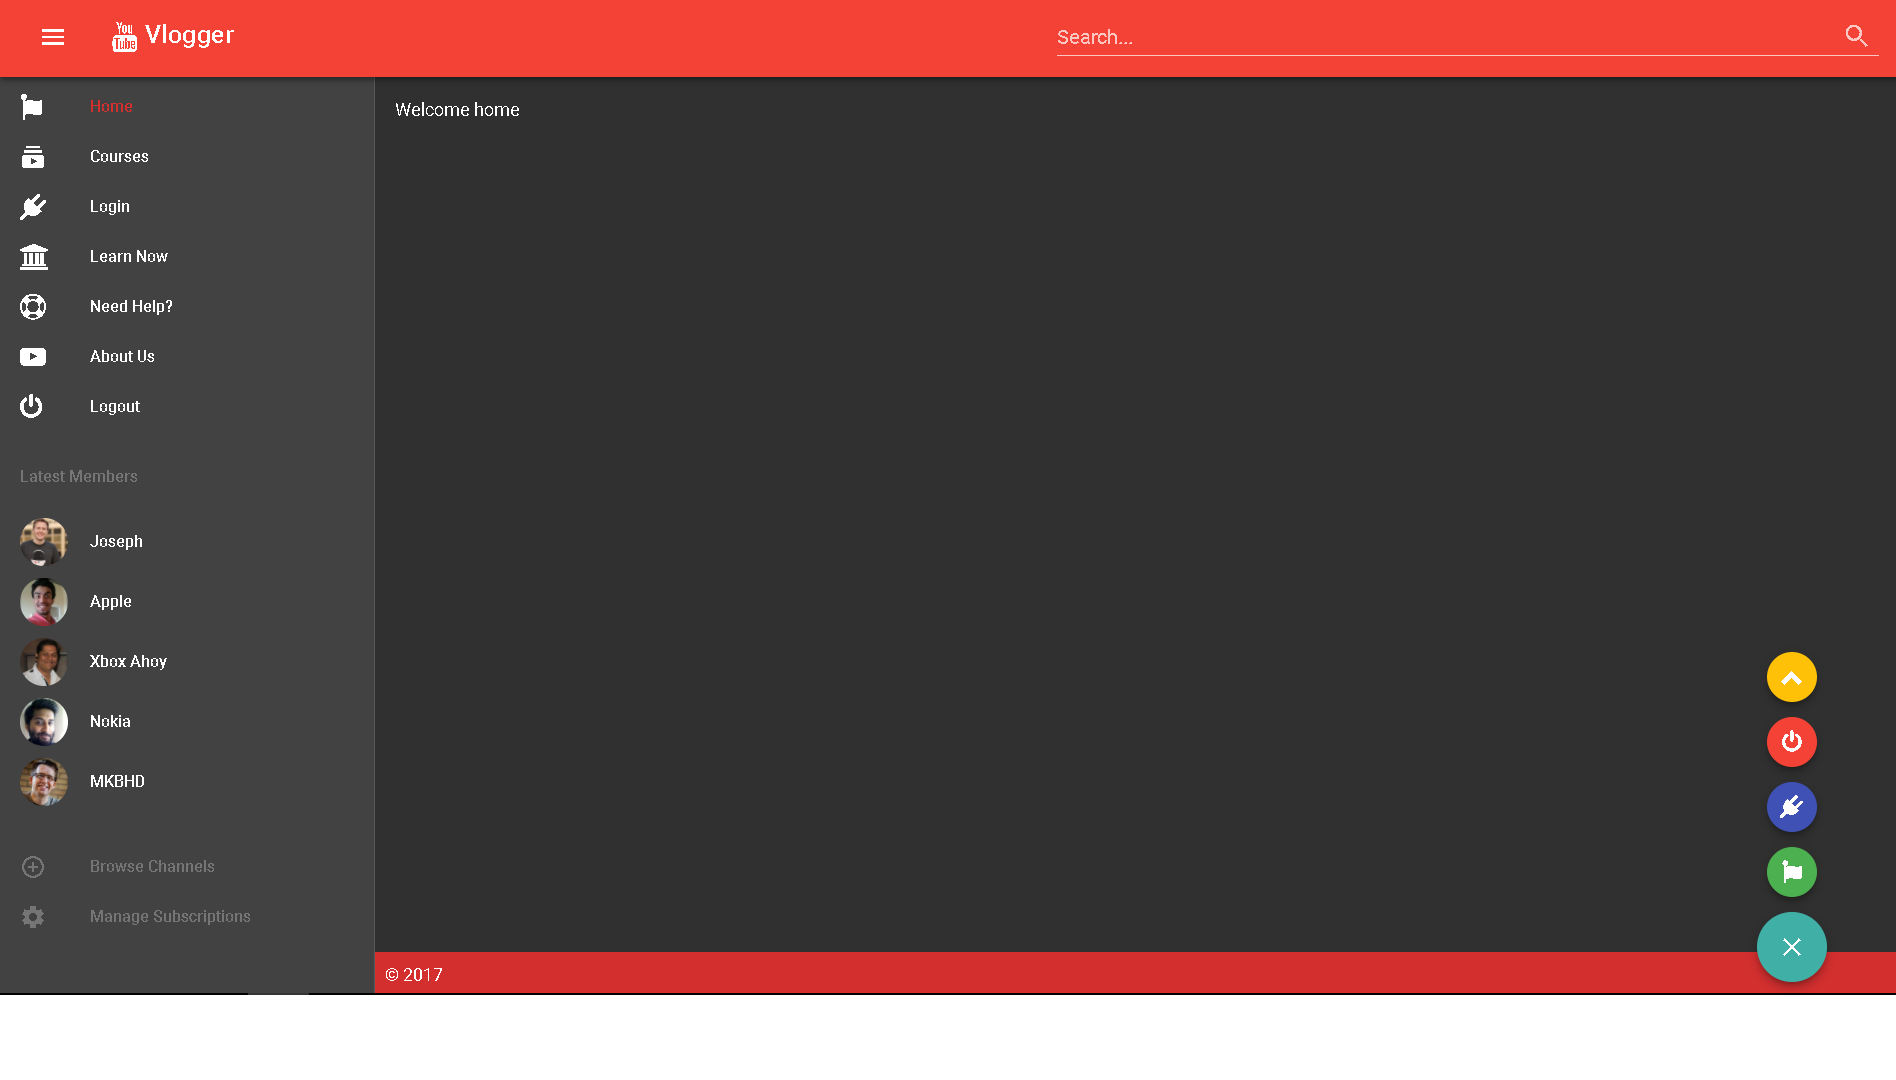 You
Tube
Vlogger
Search...
Home
Courses
Login
Learn Now
Need Help?
About Us
Logout
Latest Members
Joseph
Apple
Xbox Ahoy
Nokia
MKBHD
Browse Channels
Manage Subscriptions
Welcome home
© 2017